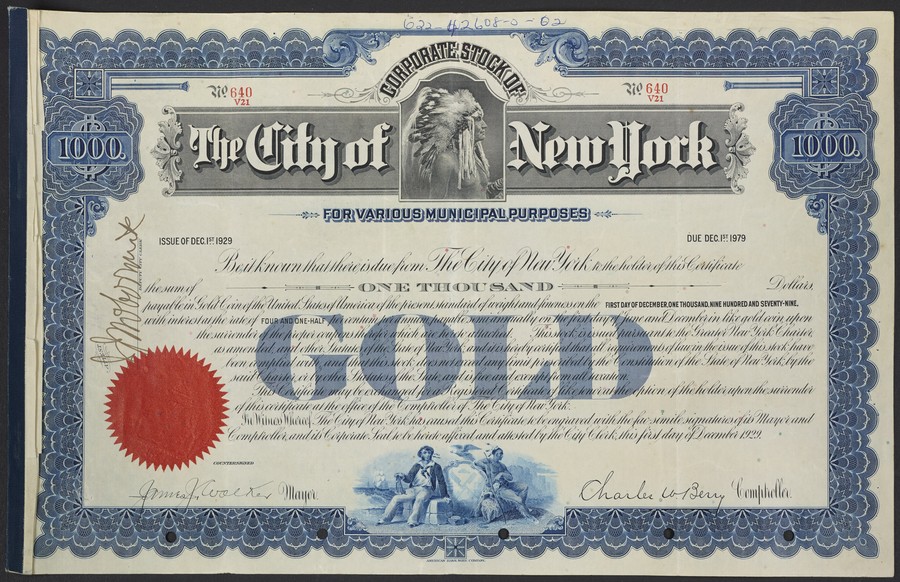 622-42608-0-02
CORPORATE STOCK OF
No 640
V21
No 640
V21
1000.
The City of New York
1000.
FOR VARIOUS MUNICIPAL PURPOSES
ISSUE OF DEC. 1ST 1929
DUE DEC. 1ST 1979
Be it known that there is due from The City of New York to the holder of this Certificate
the sum of ONE THOUSAND Dollars,
payable in Gold Coin of the United States of America of the present standard of weight and fineness on the FIRST DAY OF DECEMBER, ONE THOUSAND, NINE HUNDRED AND SEVENTY-NINE,
with interest at the rate of FOUR AND ONE-HALF per centum per annum payable semi-annually on the first day of June and December in like gold coin upon
the surrender of the proper coupons therefor which are hereto attached. This stock is issued pursuant to the Greater New York Charter,
as amended, and other Statutes of the State of New York, and it is hereby certified that all requirements of law in the issue of this stock have
been complied with, and that this stock is within every debt and limit prescribed by the Constitution of the State of New York, by the
said Charter, or by other Statutes of the State, and is free and exempt from all taxation.
GOLD
This certificate may be exchanged for a Registered Certificate of like tenor at the option of the holder upon the surrender
of this certificate at the office of the Comptroller of The City of New York.
In Witness Whereof, The City of New York has caused this Certificate to be engraved with the fac-simile signatures of its Mayor and
Comptroller, and its Corporate Seal to be hereto affixed and attested by the City Clerk, this first day of December 1929.
COUNTERSIGNED
James J. Walker Mayor.
Charles W Berry Comptroller.
AMERICAN BANK NOTE COMPANY.